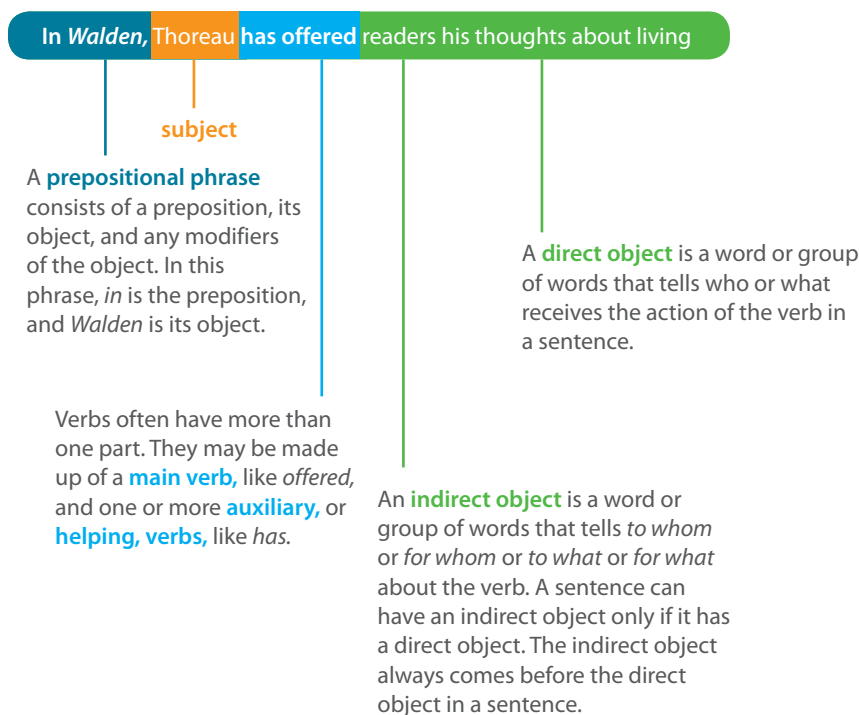 In Walden, Thoreau has offered readers his thoughts about living
subject
A prepositional phrase
consists of a preposition, its
object, and any modifiers
of the object. In this
phrase, in is the preposition,
and Walden is its object.
A direct object is a word or group
of words that tells who or what
receives the action of the verb in
a sentence.
Verbs often have more than
one part. They may be made
up of a main verb, like offered,
and one or more auxiliary, or
helping, verbs, like has.
An indirect object is a word or
group of words that tells to whom
or for whom or to what or for what
about the verb. A sentence can
have an indirect object only if it has
a direct object. The indirect object
always comes before the direct
object in a sentence.